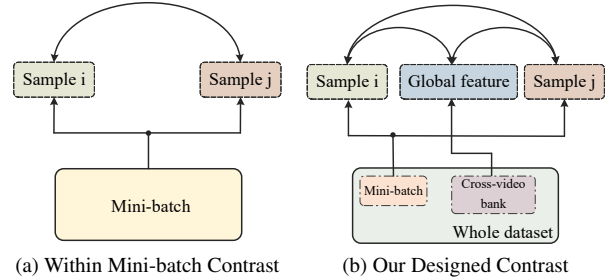 Sample i
Sample j
Mini-batch
(a) Within Mini-batch Contrast
Sample i
Global feature
Sample j
Mini-batch
Cross-video
bank
Whole dataset
(b) Our Designed Contrast